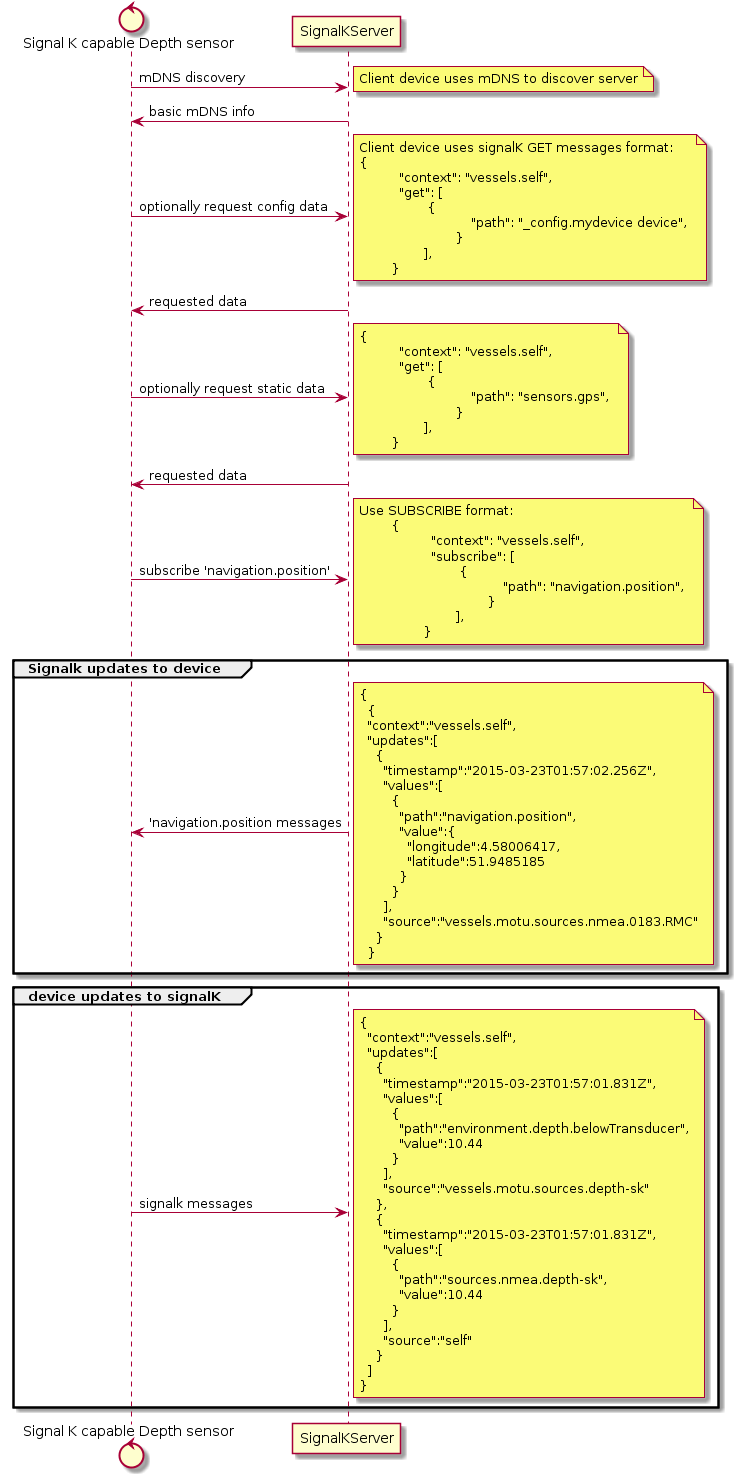 Signal K capable Depth sensor
SignalKServer
mDNS discovery
Client device uses mDNS to discover server
basic mDNS info
optionally request config data
Client device uses signalK GET messages format:
{
"context": "vessels.self",
"get": [
{
"path": "_config.mydevice device",
}
],
}
requested data
optionally request static data
{
"context": "vessels.self",
"get": [
{
"path": "sensors.gps",
}
],
}
requested data
subscribe 'navigation.position'
Use SUBSCRIBE format:
{
"context": "vessels.self",
"subscribe": [
{
"path": "navigation.position",
}
],
}
Signalk updates to device
'navigation.position messages
{
{
"context":"vessels.self",
"updates":[
{
"timestamp":"2015-03-23T01:57:02.256Z",
"values":[
{
"path":"navigation.position",
"value":{
"longitude":4.58006417,
"latitude":51.9485185
}
}
],
"source":"vessels.motu.sources.nmea.0183.RMC"
}
}
device updates to signalK
signalk messages
{
"context":"vessels.self",
"updates":[
{
"timestamp":"2015-03-23T01:57:01.831Z",
"values":[
{
"path":"environment.depth.belowTransducer",
"value":10.44
}
],
"source":"vessels.motu.sources.depth-sk"
},
{
"timestamp":"2015-03-23T01:57:01.831Z",
"values":[
{
"path":"sources.nmea.depth-sk",
"value":10.44
}
],
"source":"self"
}
]
}
Signal K capable Depth sensor
SignalKServer